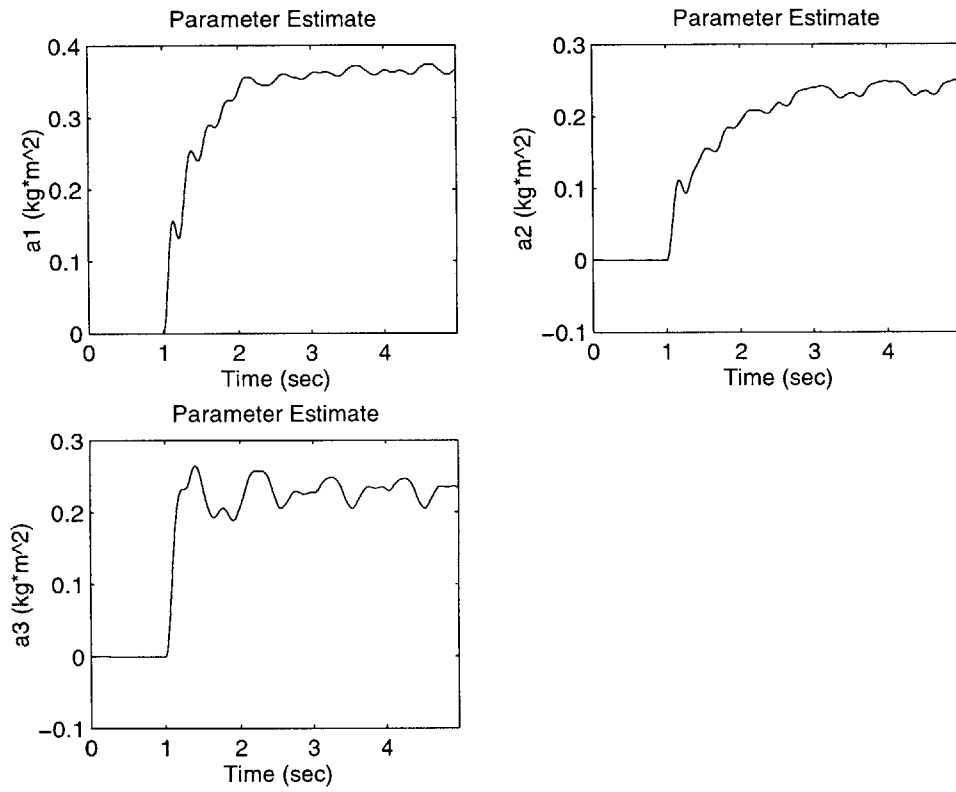 Parameter Estimate
0.4
0.3
0.2
0.1
0
a1 (kg*m^2)
0 1 2 3 4
Time (sec)
Parameter Estimate
0.3
0.2
0.1
0
−0.1
a2 (kg*m^2)
0 1 2 3 4
Time (sec)
Parameter Estimate
0.3
0.2
0.1
0
−0.1
a3 (kg*m^2)
0 1 2 3 4
Time (sec)